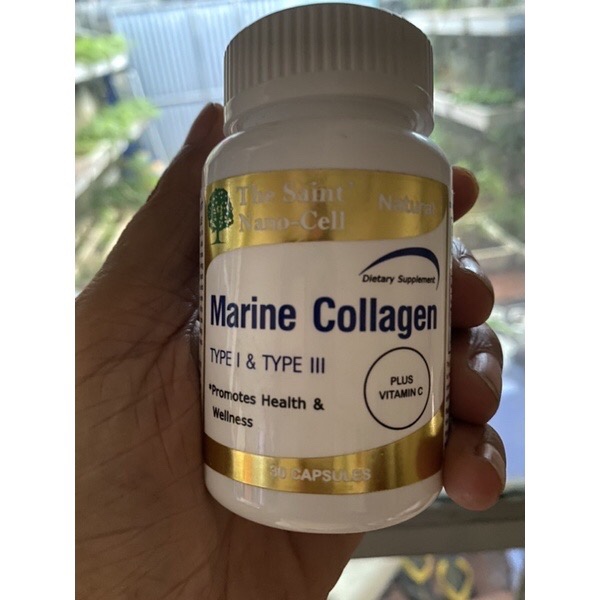 The Saint
Nano-Cell
Natural
Dietary Supplement
Marine Collagen
TYPE I & TYPE III
PLUS
VITAMIN C
*Promotes Health &
Wellness
30 CAPSULES